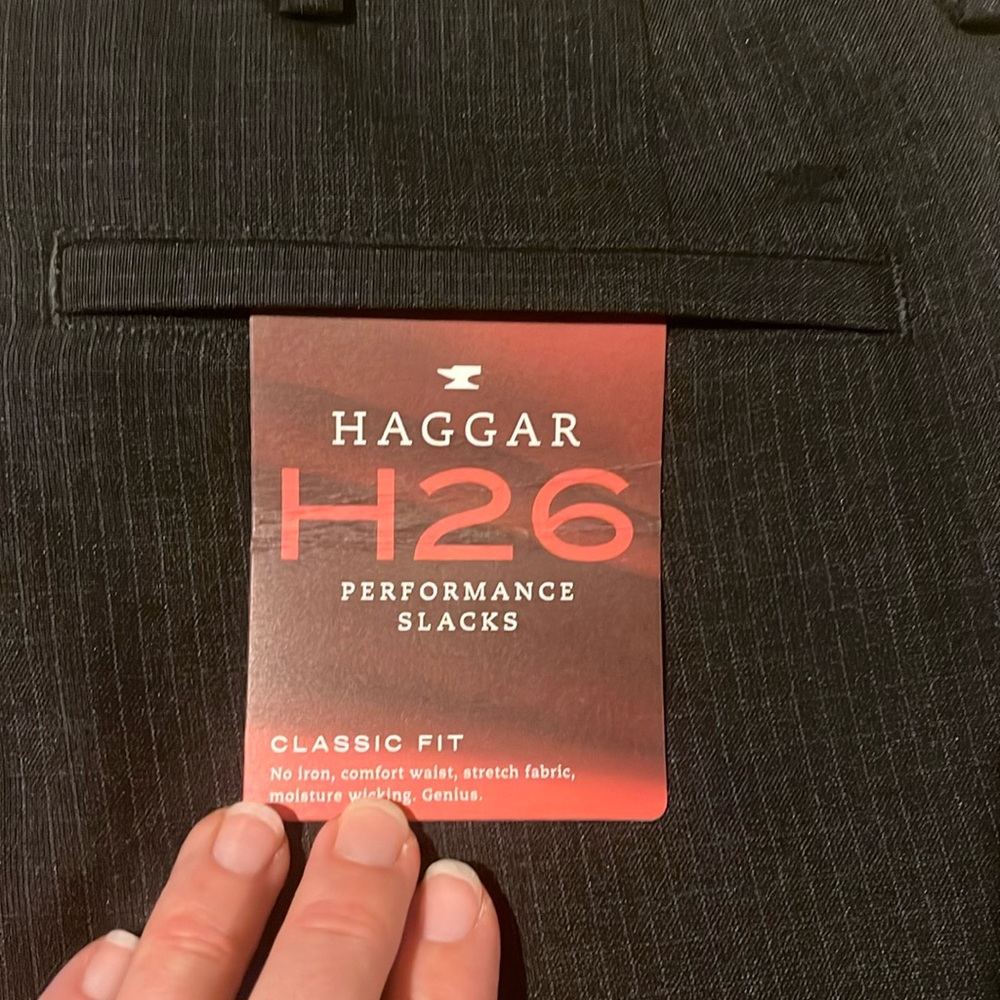 HAGGAR
H26
PERFORMANCE
SLACKS
CLASSIC FIT
No iron, comfort waist, stretch fabric,
moisture wicking. Genius.